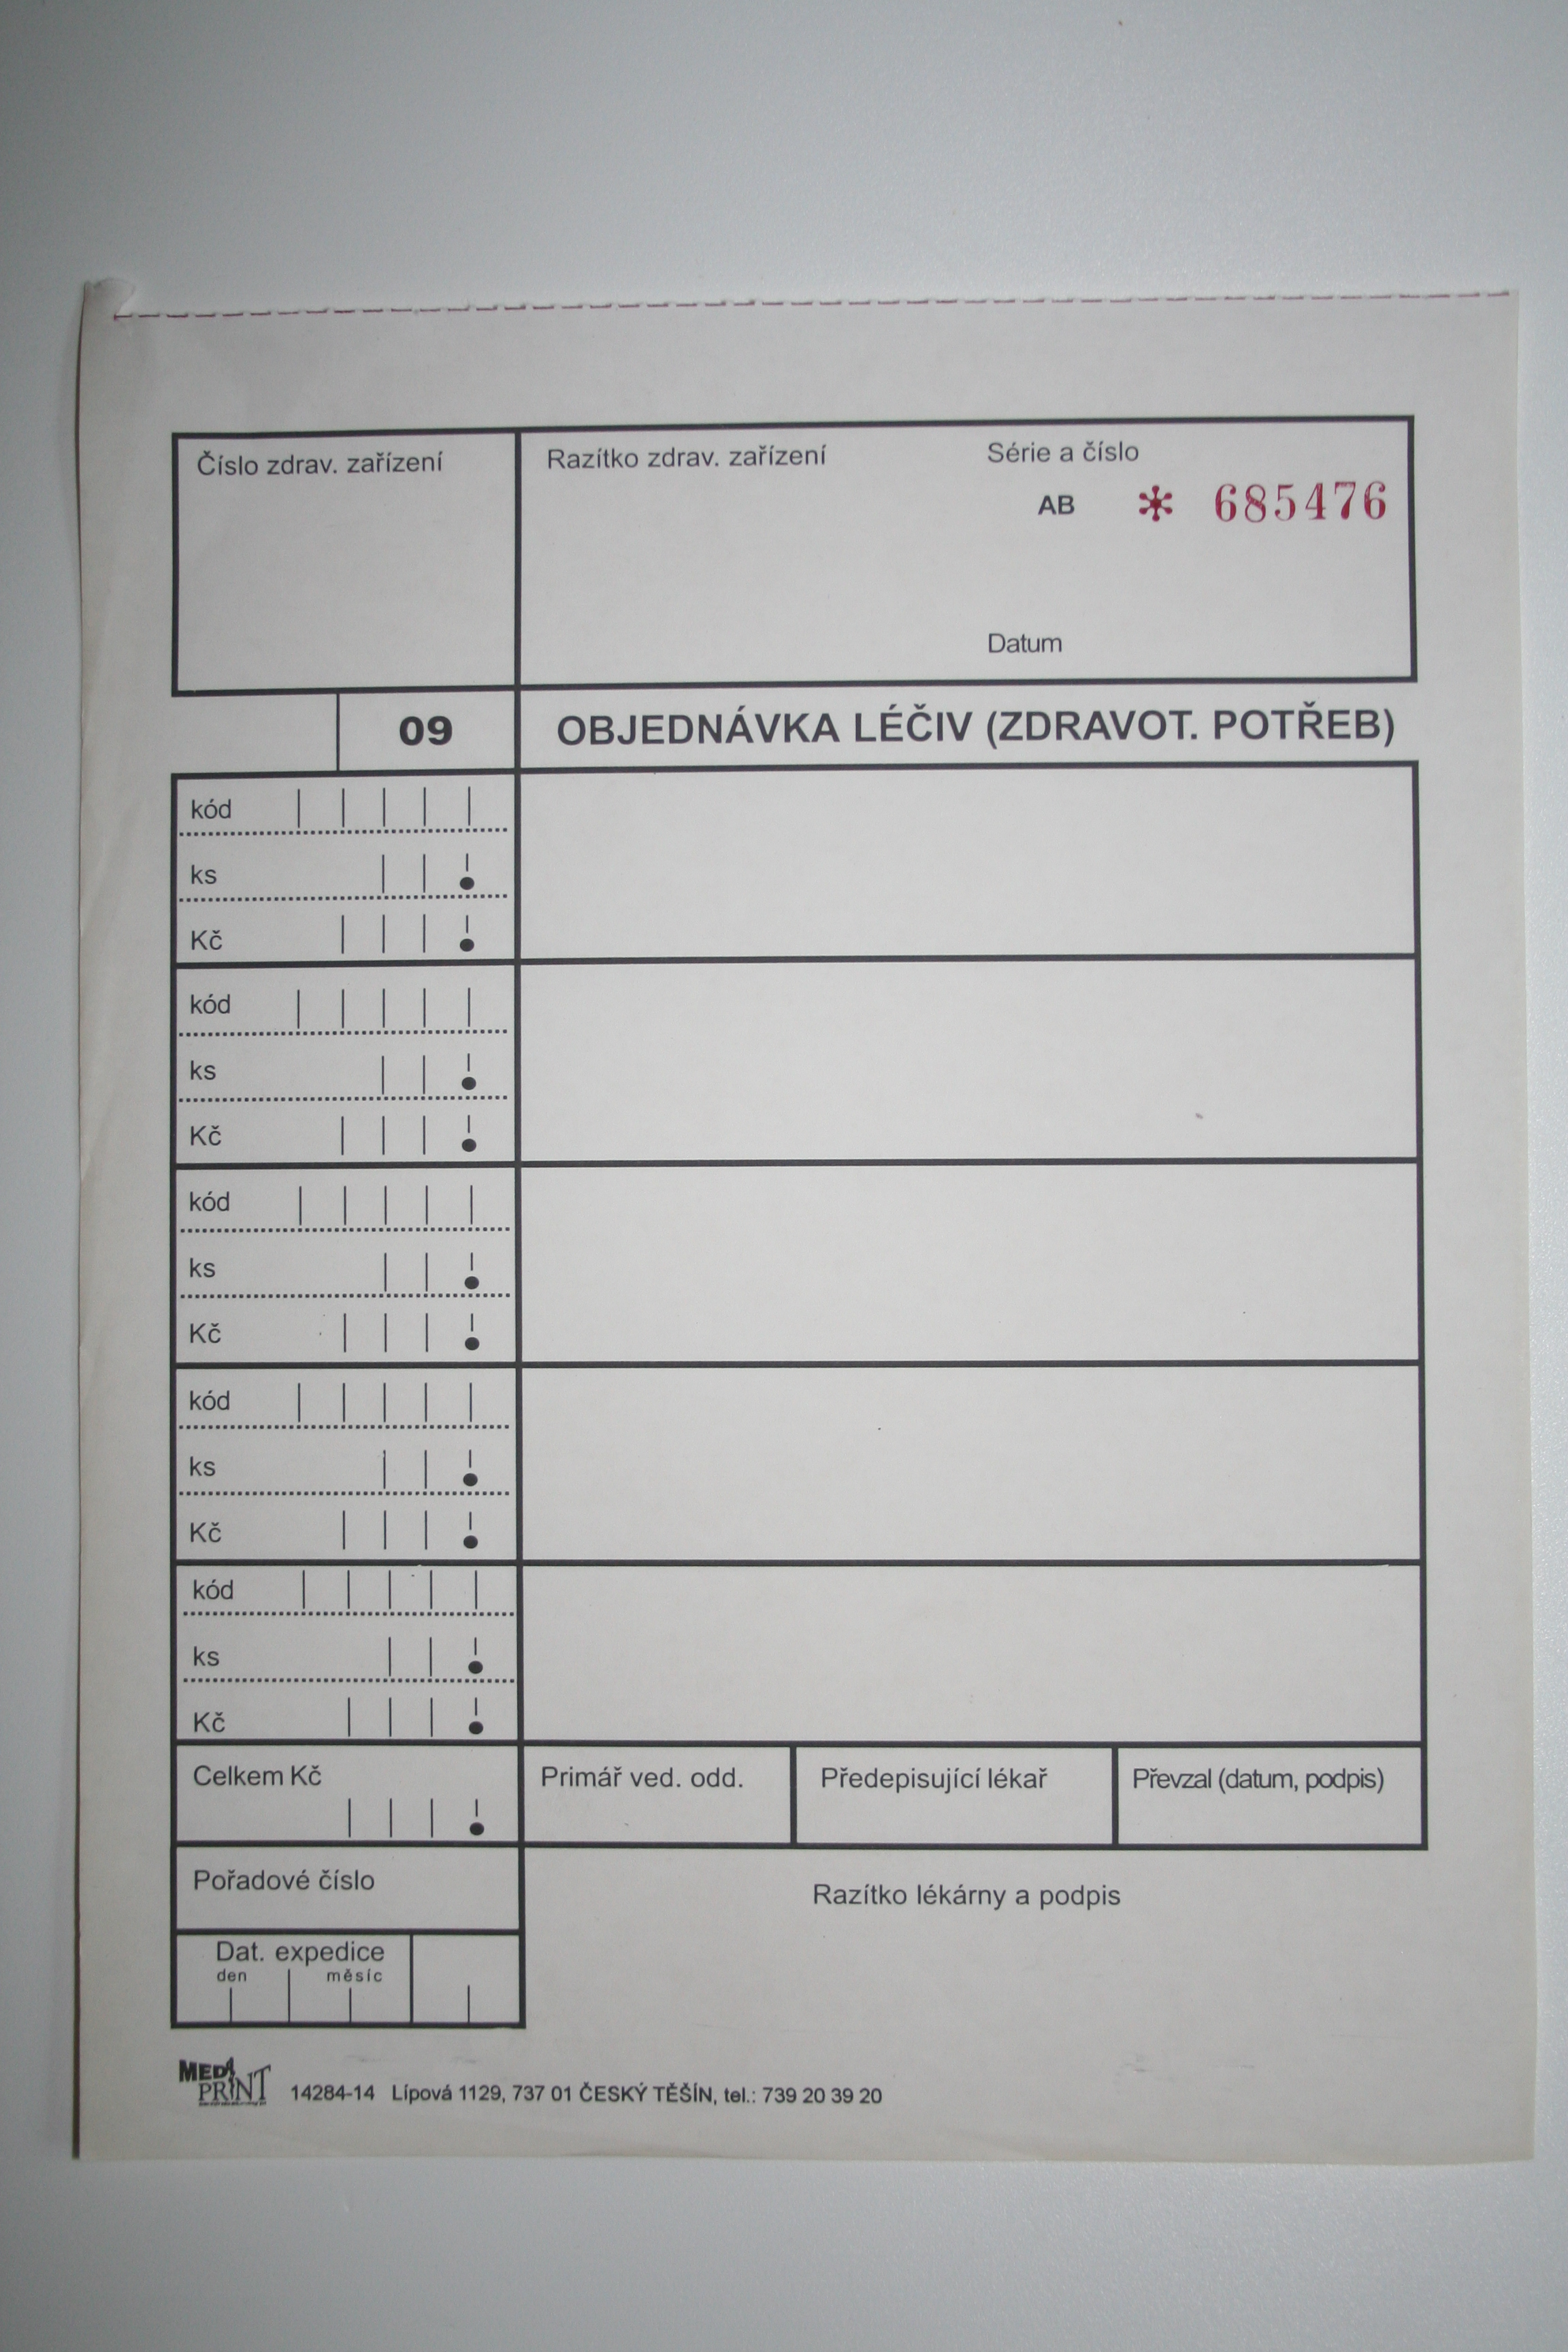 Číslo zdrav. zařízení
Razítko zdrav. zařízení
Série a číslo
AB * 685476
Datum
09
OBJEDNÁVKA LÉČIV (ZDRAVOT. POTŘEB)
kód
ks
Kč
kód
ks
Kč
kód
ks
Kč
kód
ks
Kč
kód
ks
Kč
Celkem Kč
Primář ved. odd.
Předepisující lékař
Převzal (datum, podpis)
Pořadové číslo
Razítko lékárny a podpis
Dat. expedice
den měsíc
MEDI
PRINT
14284-14 Lípová 1129, 737 01 ČESKÝ TĚŠÍN, tel.: 739 20 39 20